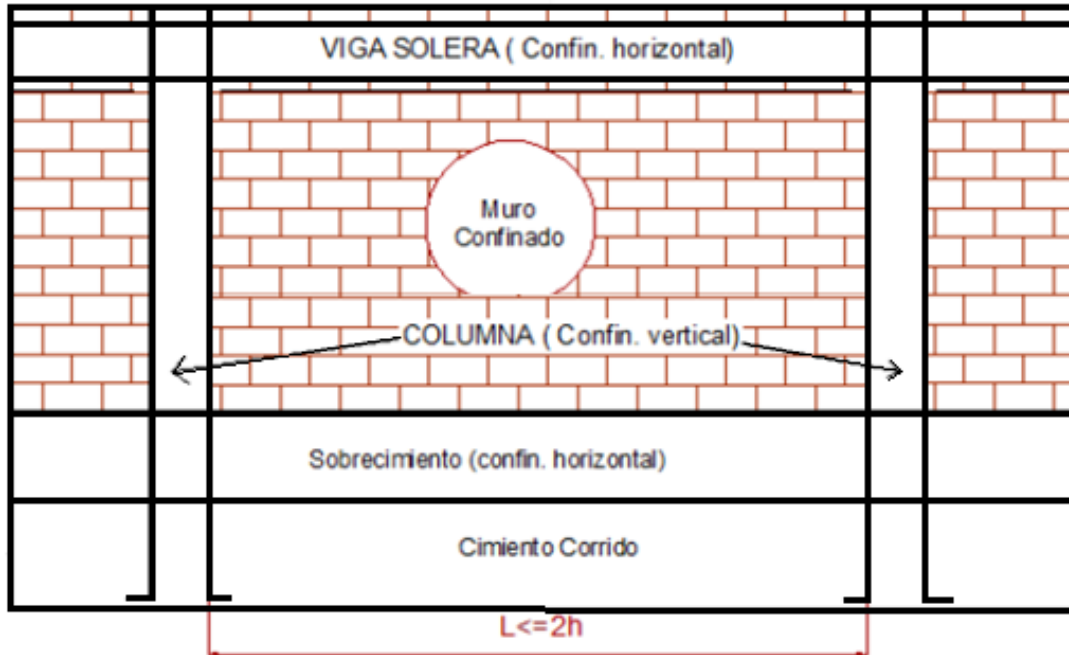 VIGA SOLERA ( Confin. horizontal)
Muro
Confinado
COLUMNA ( Confin. vertical)
Sobrecimiento (confin. horizontal)
Cimiento Corrido
L<=2h